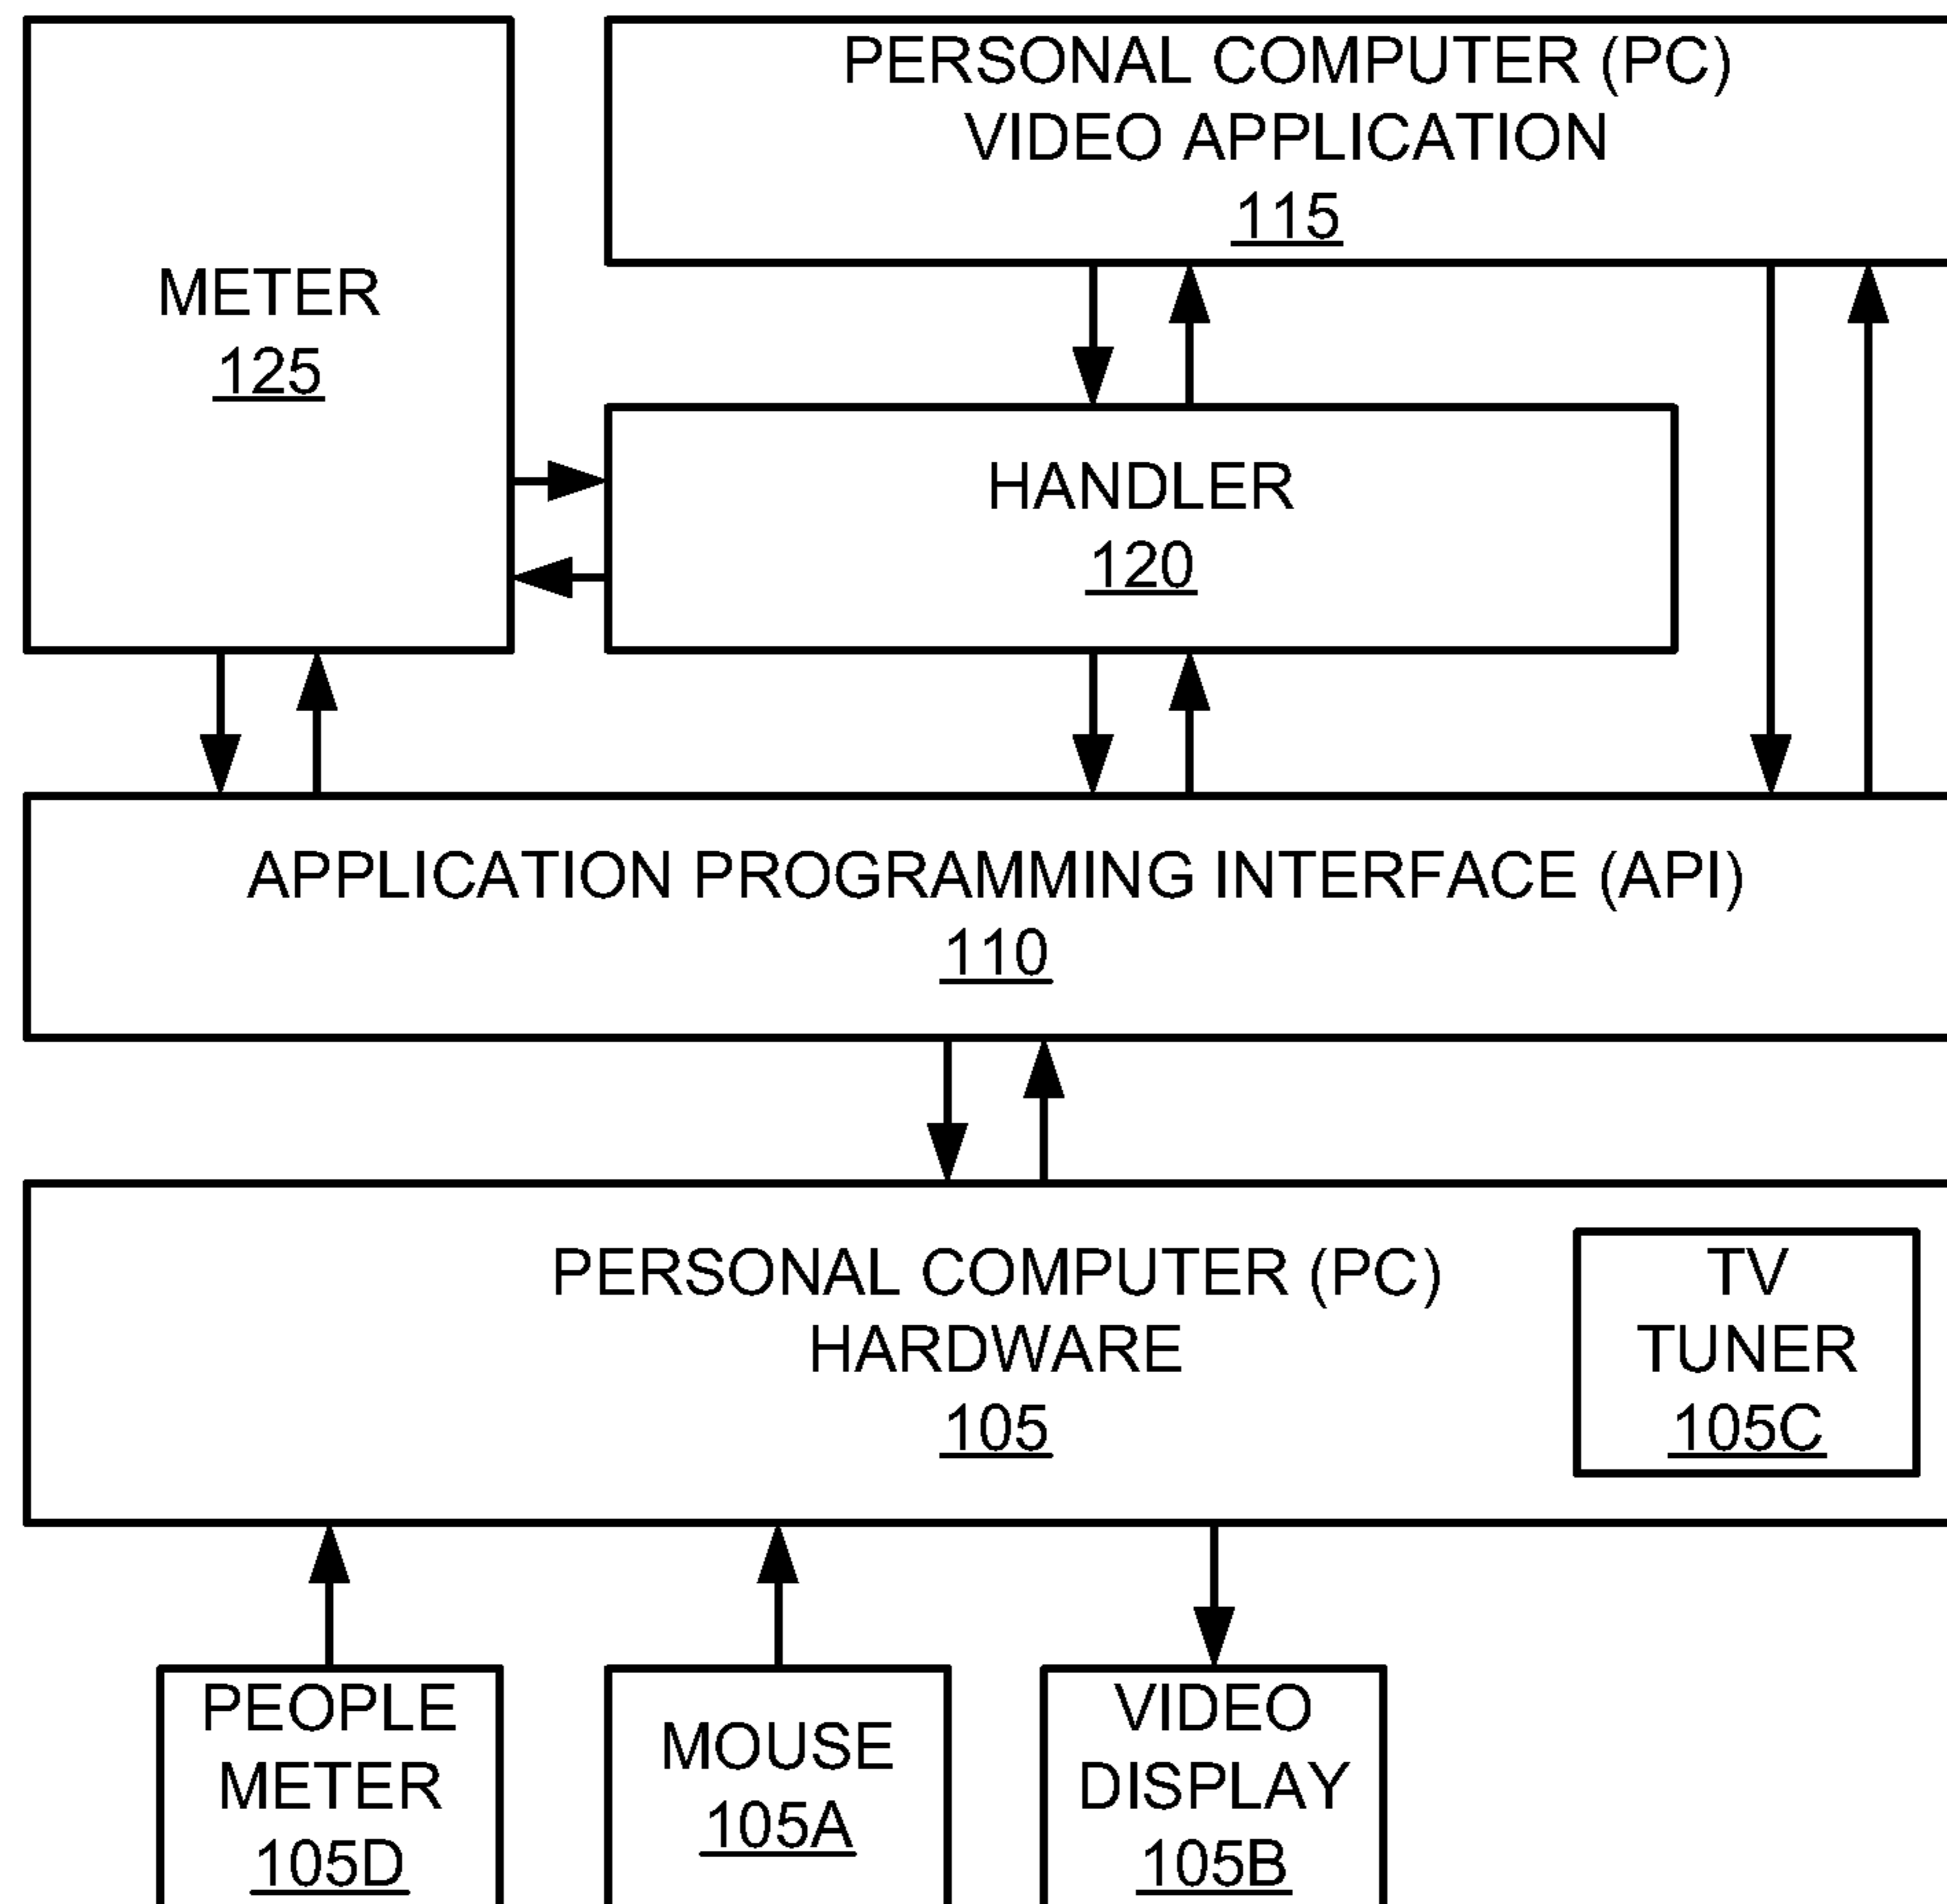 PERSONAL COMPUTER (PC)
VIDEO APPLICATION
115
METER
125
HANDLER
120
APPLICATION PROGRAMMING INTERFACE (API)
110
PERSONAL COMPUTER (PC)
HARDWARE
105
TV
TUNER
105C
PEOPLE
METER
105D
MOUSE
105A
VIDEO
DISPLAY
105B